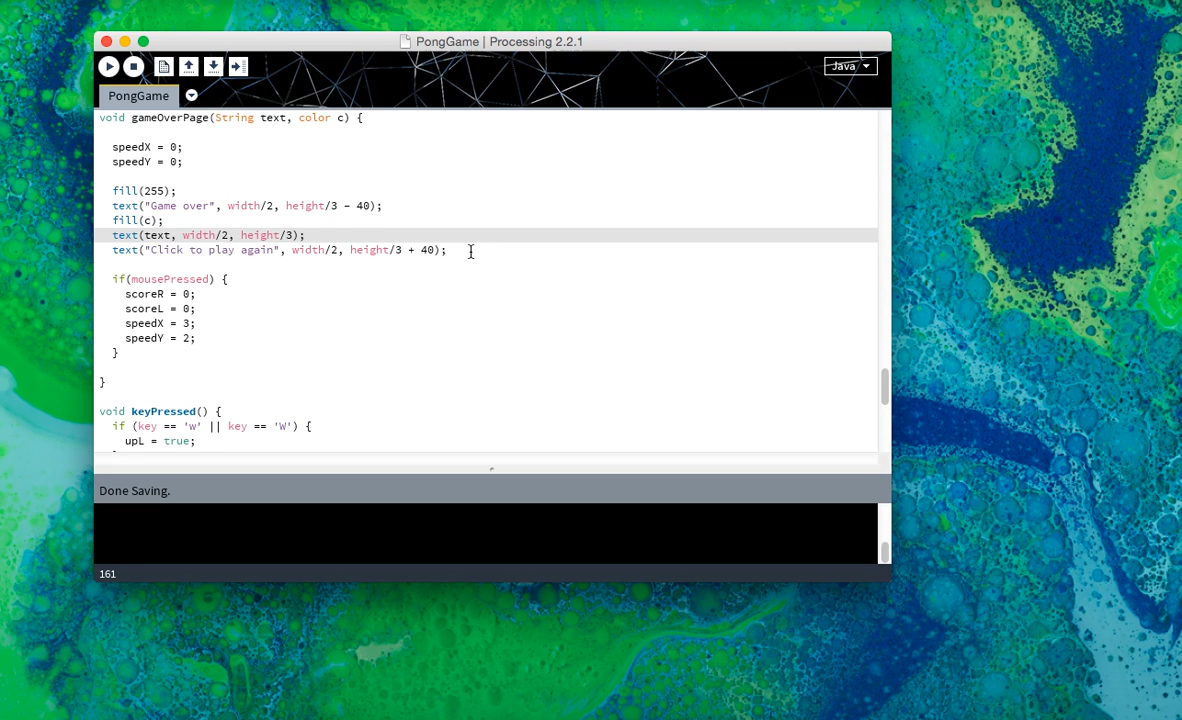 PongGame | Processing 2.2.1
Java
PongGame
void gameOverPage(String text, color c) {
speedX = 0;
speedY = 0;
fill(255);
text("Game over", width/2, height/3 - 40);
fill(c);
text(text, width/2, height/3);
text("Click to play again", width/2, height/3 + 40);
if(mousePressed) {
scoreR = 0;
scoreL = 0;
speedX = 3;
speedY = 2;
}
}
void keyPressed() {
if (key == 'w' || key == 'W') {
upL = true;
Done Saving.
161